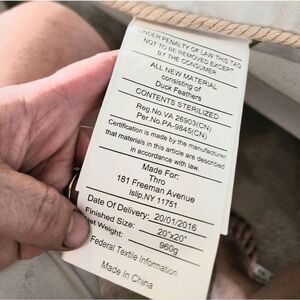 UNDER PENALTY OF LAW THIS TAG
NOT TO BE REMOVED EXCEPT
BY THE CONSUMER
ALL NEW MATERIAL
consisting of
Duck Feathers
CONTENTS STERILIZED
Reg.No.VA 26903(CN)
Per.No.PA-9845(CN)
Certification is made by the manufacturer
that materials in this article are described
in accordance with law.
Made For:
Thro
181 Freeman Avenue
Islip,NY 11751
Date Of Delivery: 20/01/2016
Finished Size: 20"x20"
Net Weight: 960g
Federal Textile Information
Made In China